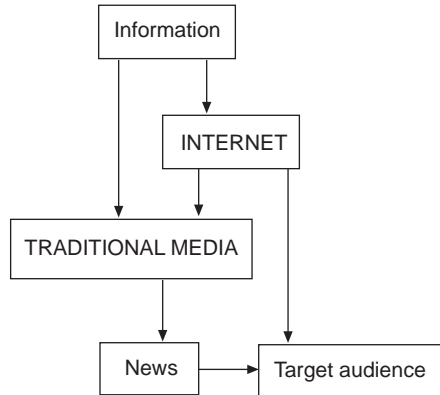 Information
INTERNET
TRADITIONAL MEDIA
News
Target audience